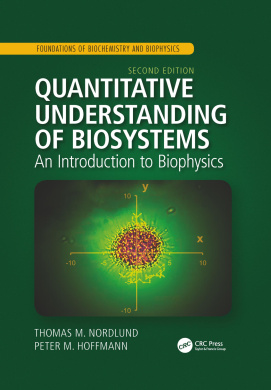 FOUNDATIONS OF BIOCHEMISTRY AND BIOPHYSICS
SECOND EDITION
QUANTITATIVE
UNDERSTANDING
OF BIOSYSTEMS
An Introduction to Biophysics
y
10
x
-10
10
-10
THOMAS M. NORDLUND
PETER M. HOFFMANN
CRC
CRC Press
Taylor & Francis Group